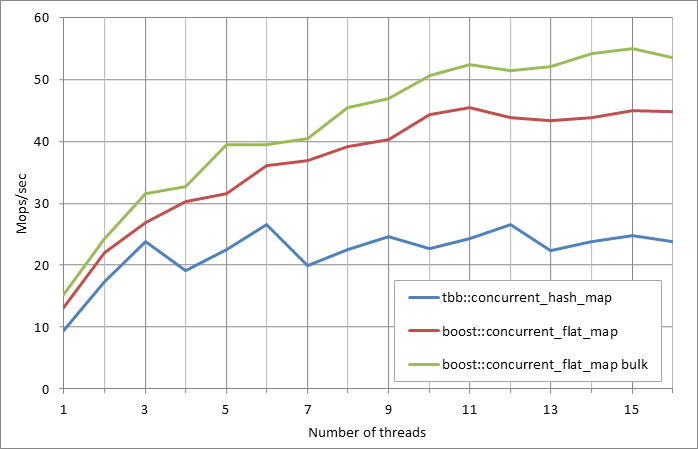 60
50
40
30
20
10
0
Mops/sec
tbb::concurrent_hash_map
boost::concurrent_flat_map
boost::concurrent_flat_map bulk
1 3 5 7 9 11 13 15
Number of threads